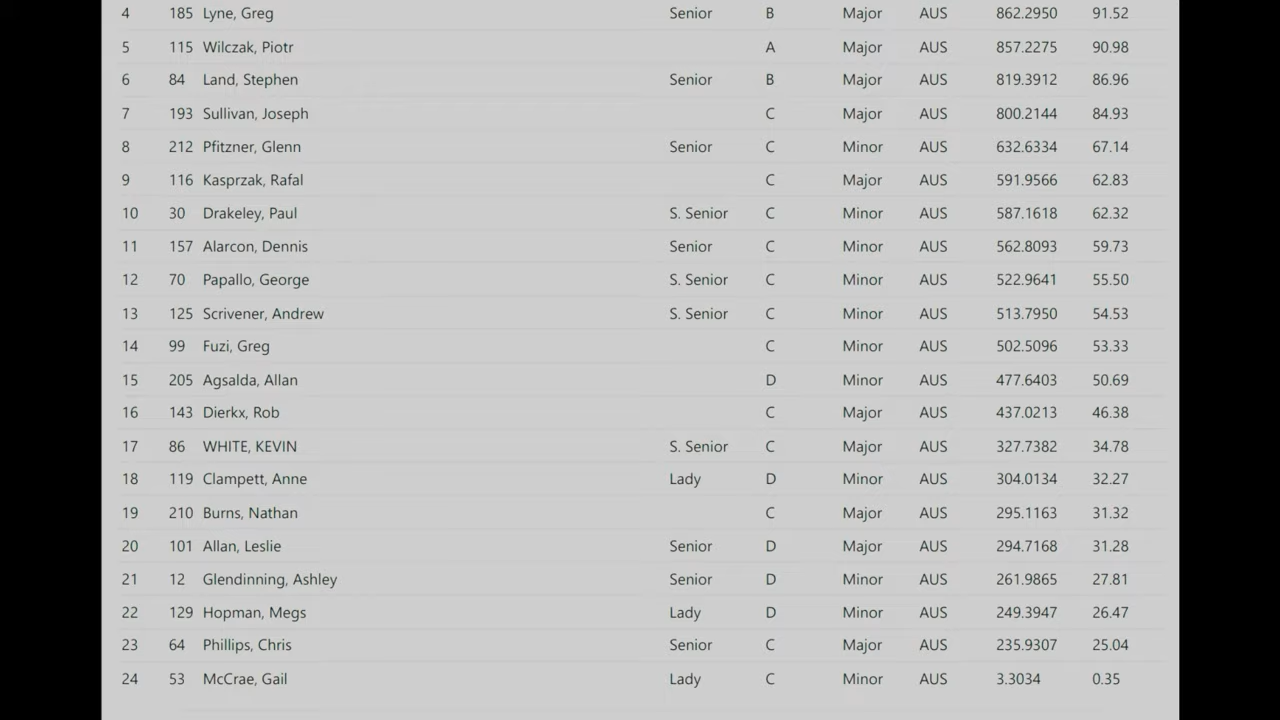 4 185 Lyne, Greg Senior B Major AUS 862.2950 91.52
5 115 Wilczak, Piotr A Major AUS 857.2275 90.98
6 84 Land, Stephen Senior B Major AUS 819.3912 86.96
7 193 Sullivan, Joseph C Major AUS 800.2144 84.93
8 212 Pfitzner, Glenn Senior C Minor AUS 632.6334 67.14
9 116 Kasprzak, Rafal C Major AUS 591.9566 62.83
10 30 Drakeley, Paul S. Senior C Minor AUS 587.1618 62.32
11 157 Alarcon, Dennis Senior C Minor AUS 562.8093 59.73
12 70 Papallo, George S. Senior C Minor AUS 522.9641 55.50
13 125 Scrivener, Andrew S. Senior C Minor AUS 513.7950 54.53
14 99 Fuzi, Greg C Minor AUS 502.5096 53.33
15 205 Agsalda, Allan D Minor AUS 477.6403 50.69
16 143 Dierkx, Rob C Major AUS 437.0213 46.38
17 86 WHITE, KEVIN S. Senior C Major AUS 327.7382 34.78
18 119 Clampett, Anne Lady D Minor AUS 304.0134 32.27
19 210 Burns, Nathan C Major AUS 295.1163 31.32
20 101 Allan, Leslie Senior D Major AUS 294.7168 31.28
21 12 Glendinning, Ashley Senior D Minor AUS 261.9865 27.81
22 129 Hopman, Megs Lady D Minor AUS 249.3947 26.47
23 64 Phillips, Chris Senior C Major AUS 235.9307 25.04
24 53 McCrae, Gail Lady C Minor AUS 3.3034 0.35